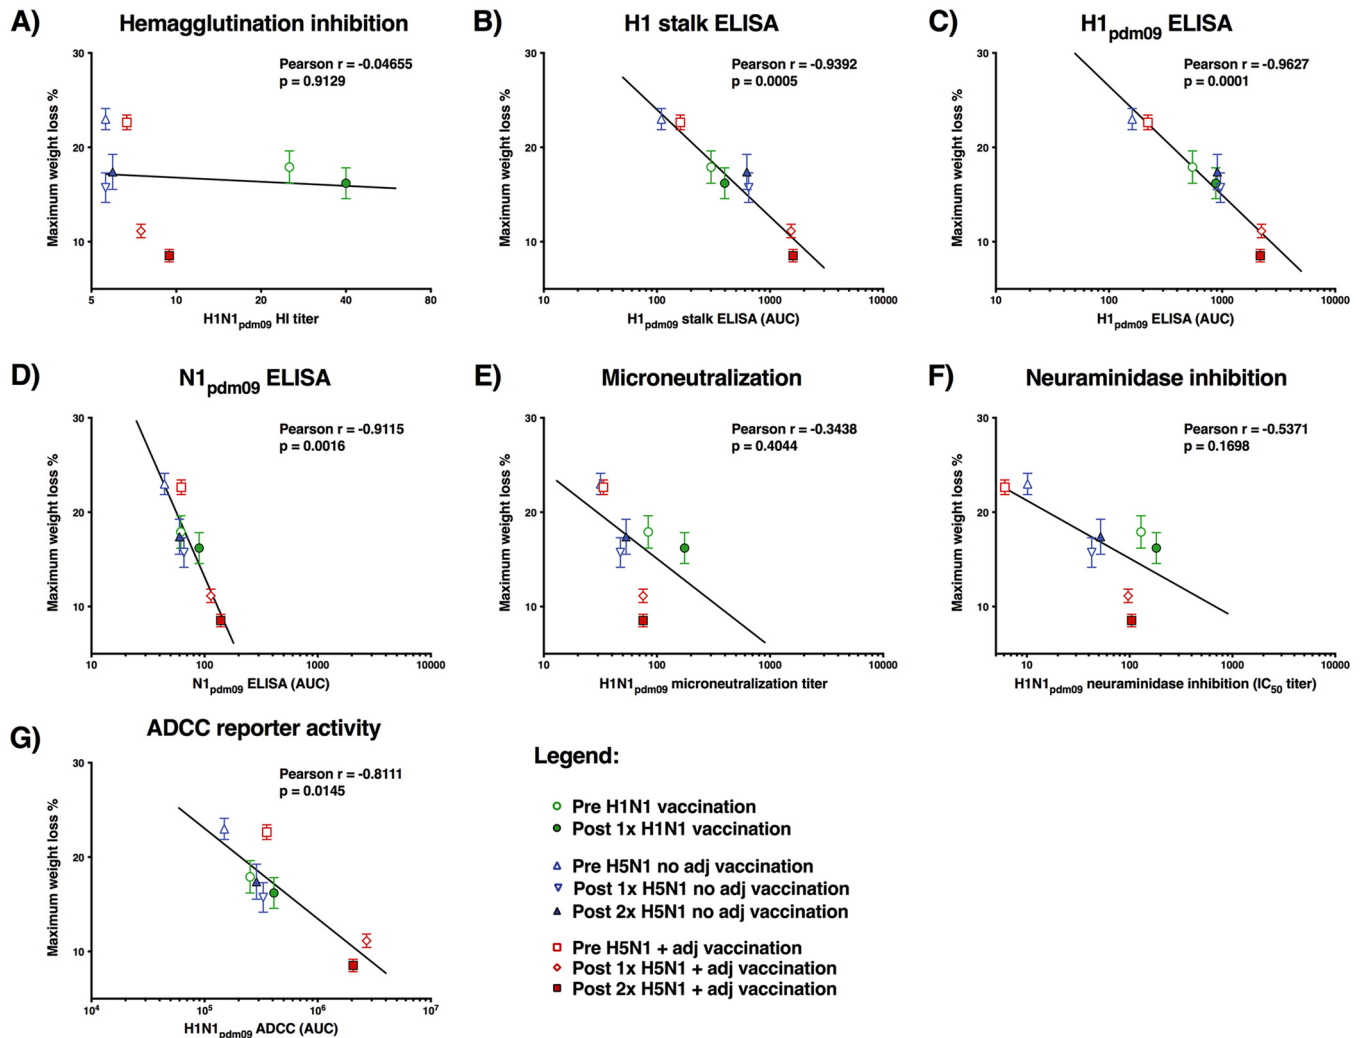 A) Hemagglutination inhibition
Pearson r = -0.04655
p = 0.9129
Maximum weight loss %
30
20
10
5 10 20 40 80
H1N1pdm09 HI titer
B) H1 stalk ELISA
Pearson r = -0.9392
p = 0.0005
Maximum weight loss %
30
20
10
10 100 1000 10000
H1pdm09 stalk ELISA (AUC)
C) H1pdm09 ELISA
Pearson r = -0.9627
p = 0.0001
Maximum weight loss %
30
20
10
10 100 1000 10000
H1pdm09 ELISA (AUC)
D) N1pdm09 ELISA
Pearson r = -0.9115
p = 0.0016
Maximum weight loss %
30
20
10
10 100 1000 10000
N1pdm09 ELISA (AUC)
E) Microneutralization
Pearson r = -0.3438
p = 0.4044
Maximum weight loss %
30
20
10
10 100 1000 10000
H1N1pdm09 microneutralization titer
F) Neuraminidase inhibition
Pearson r = -0.5371
p = 0.1698
Maximum weight loss %
30
20
10
10 100 1000 10000
H1N1pdm09 neuraminidase inhibition (IC50 titer)
G) ADCC reporter activity
Pearson r = -0.8111
p = 0.0145
Maximum weight loss %
30
20
10
10⁴ 10⁵ 10⁶ 10⁷
H1N1pdm09 ADCC (AUC)
Legend:
Pre H1N1 vaccination
Post 1x H1N1 vaccination
Pre H5N1 no adj vaccination
Post 1x H5N1 no adj vaccination
Post 2x H5N1 no adj vaccination
Pre H5N1 + adj vaccination
Post 1x H5N1 + adj vaccination
Post 2x H5N1 + adj vaccination